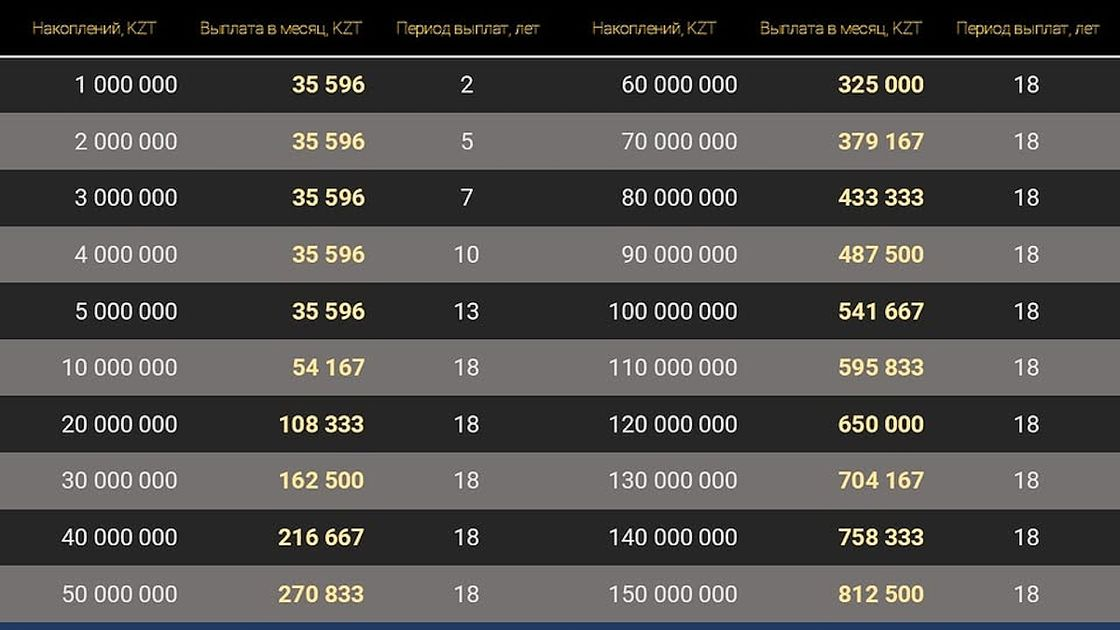 Накоплений, KZT Выплата в месяц, KZT Период выплат, лет Накоплений, KZT Выплата в месяц, KZT Период выплат, лет
1 000 000 35 596 2 60 000 000 325 000 18
2 000 000 35 596 5 70 000 000 379 167 18
3 000 000 35 596 7 80 000 000 433 333 18
4 000 000 35 596 10 90 000 000 487 500 18
5 000 000 35 596 13 100 000 000 541 667 18
10 000 000 54 167 18 110 000 000 595 833 18
20 000 000 108 333 18 120 000 000 650 000 18
30 000 000 162 500 18 130 000 000 704 167 18
40 000 000 216 667 18 140 000 000 758 333 18
50 000 000 270 833 18 150 000 000 812 500 18